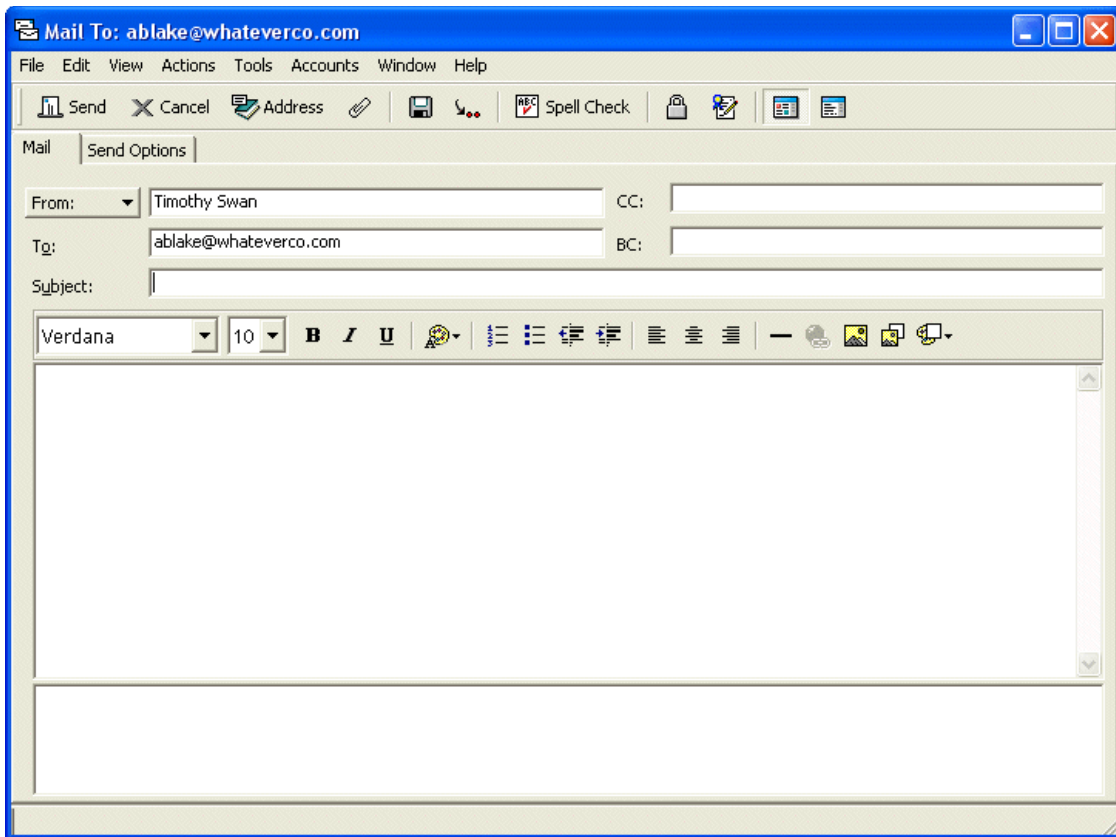 Mail To: ablake@whateverco.com
File Edit View Actions Tools Accounts Window Help
Send Cancel Address ABC Spell Check
Mail Send Options
From: Timothy Swan CC:
To: ablake@whateverco.com BC:
Subject:
Verdana 10 B I U